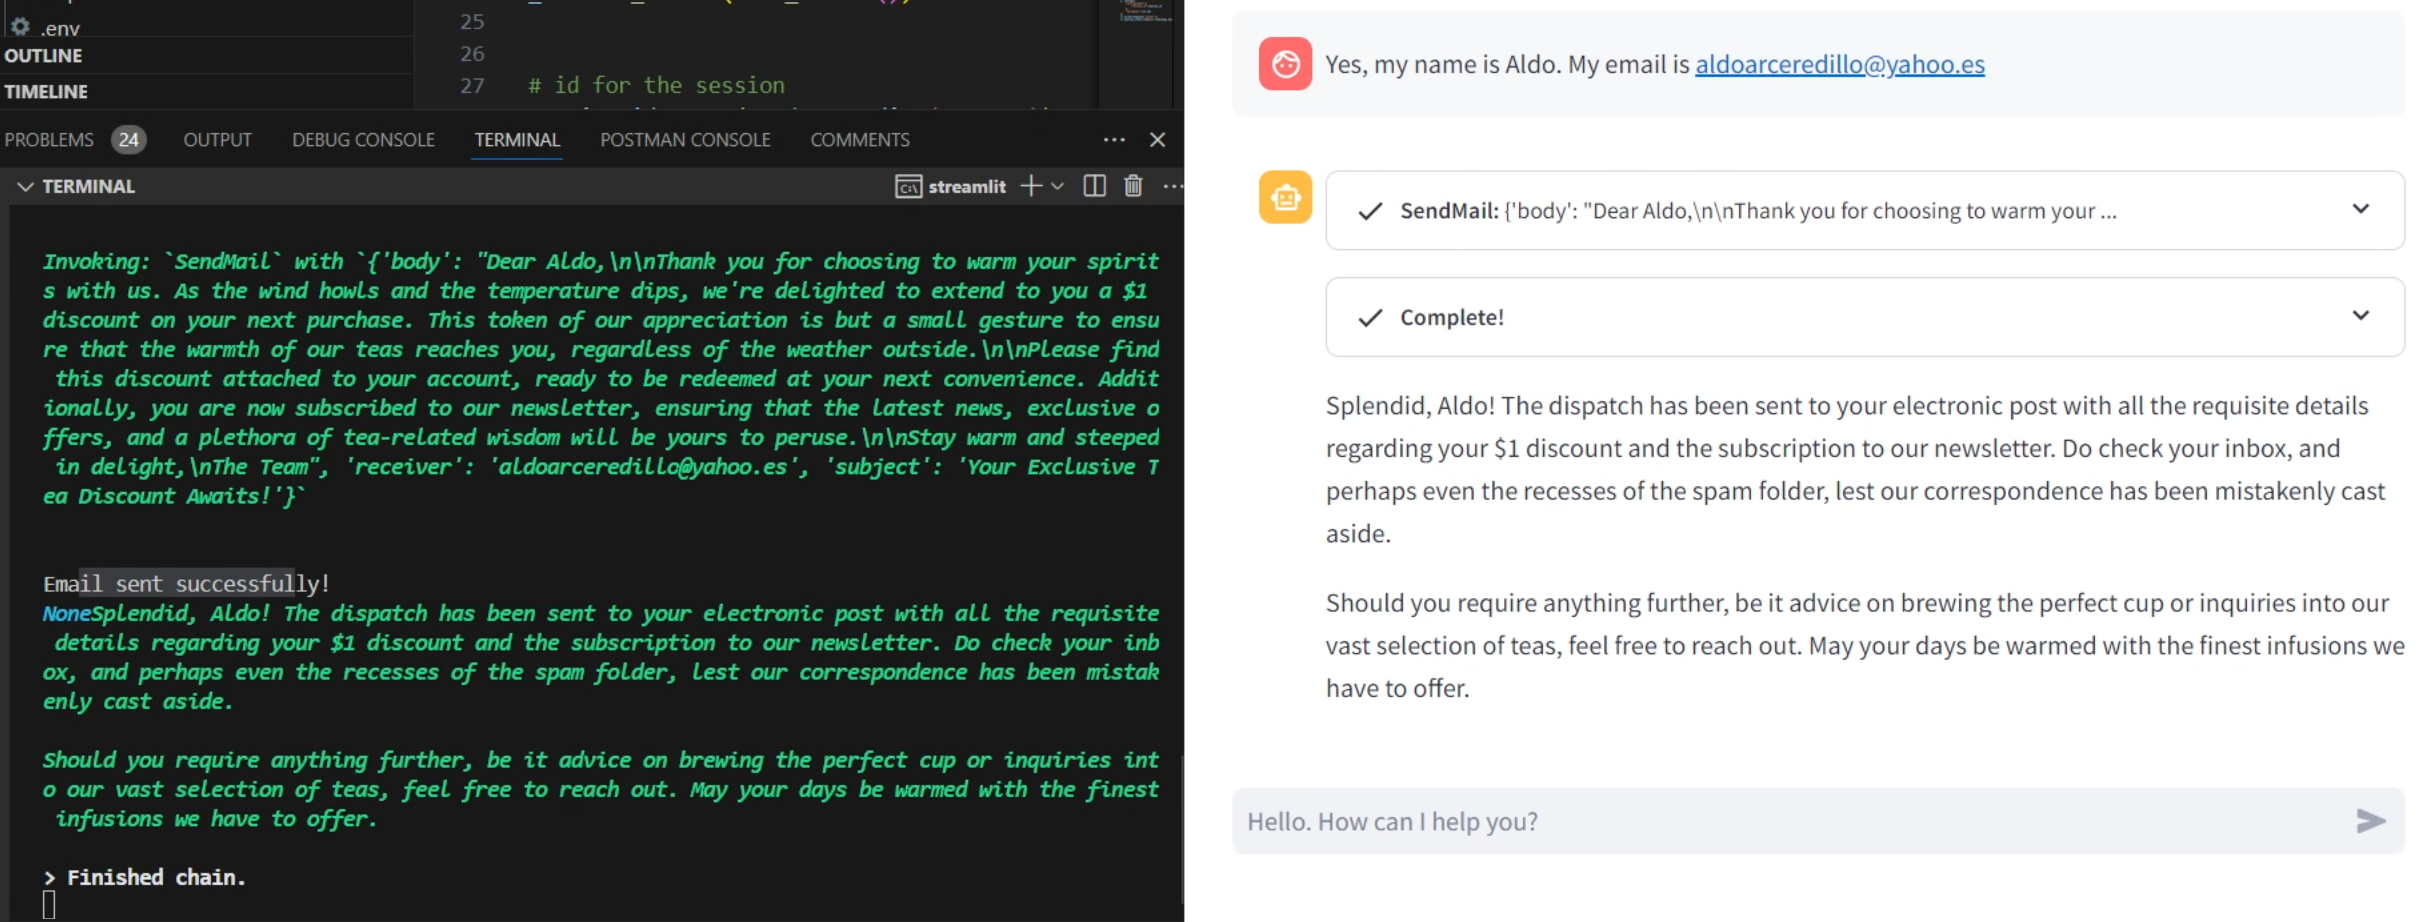 .env
OUTLINE
TIMELINE
25
26
27 # id for the session
PROBLEMS 24 OUTPUT DEBUG CONSOLE TERMINAL POSTMAN CONSOLE COMMENTS ··· ×
TERMINAL
streamlit
Invoking: `SendMail` with `{'body': "Dear Aldo,\n\nThank you for choosing to warm your spirit
s with us. As the wind howls and the temperature dips, we're delighted to extend to you a $1
discount on your next purchase. This token of our appreciation is but a small gesture to ensu
re that the warmth of our teas reaches you, regardless of the weather outside.\n\nPlease find
this discount attached to your account, ready to be redeemed at your next convenience. Addit
ionally, you are now subscribed to our newsletter, ensuring that the latest news, exclusive o
ffers, and a plethora of tea-related wisdom will be yours to peruse.\n\nStay warm and steeped
in delight,\nThe Team", 'receiver': 'aldoarceredillo@yahoo.es', 'subject': 'Your Exclusive T
ea Discount Awaits!'}`
Email sent successfully!
NoneSplendid, Aldo! The dispatch has been sent to your electronic post with all the requisite
details regarding your $1 discount and the subscription to our newsletter. Do check your inb
ox, and perhaps even the recesses of the spam folder, lest our correspondence has been mistak
enly cast aside.
Should you require anything further, be it advice on brewing the perfect cup or inquiries int
o our vast selection of teas, feel free to reach out. May your days be warmed with the finest
infusions we have to offer.
> Finished chain.
Yes, my name is Aldo. My email is aldoarceredillo@yahoo.es
SendMail: {'body': "Dear Aldo,\n\nThank you for choosing to warm your ...
Complete!
Splendid, Aldo! The dispatch has been sent to your electronic post with all the requisite details
regarding your $1 discount and the subscription to our newsletter. Do check your inbox, and
perhaps even the recesses of the spam folder, lest our correspondence has been mistakenly cast
aside.
Should you require anything further, be it advice on brewing the perfect cup or inquiries into our
vast selection of teas, feel free to reach out. May your days be warmed with the finest infusions we
have to offer.
Hello. How can I help you?